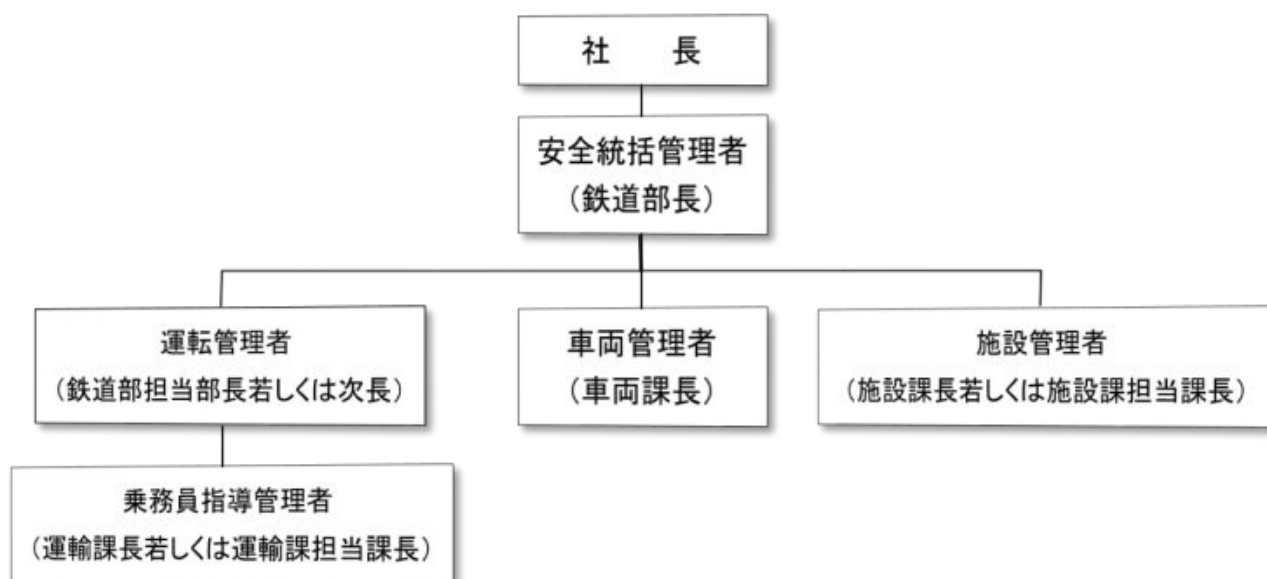 社　　長
安全統括管理者
（鉄道部長）
運転管理者
（鉄道部担当部長若しくは次長）
車両管理者
（車両課長）
施設管理者
（施設課長若しくは施設課担当課長）
乗務員指導管理者
（運輸課長若しくは運輸課担当課長）